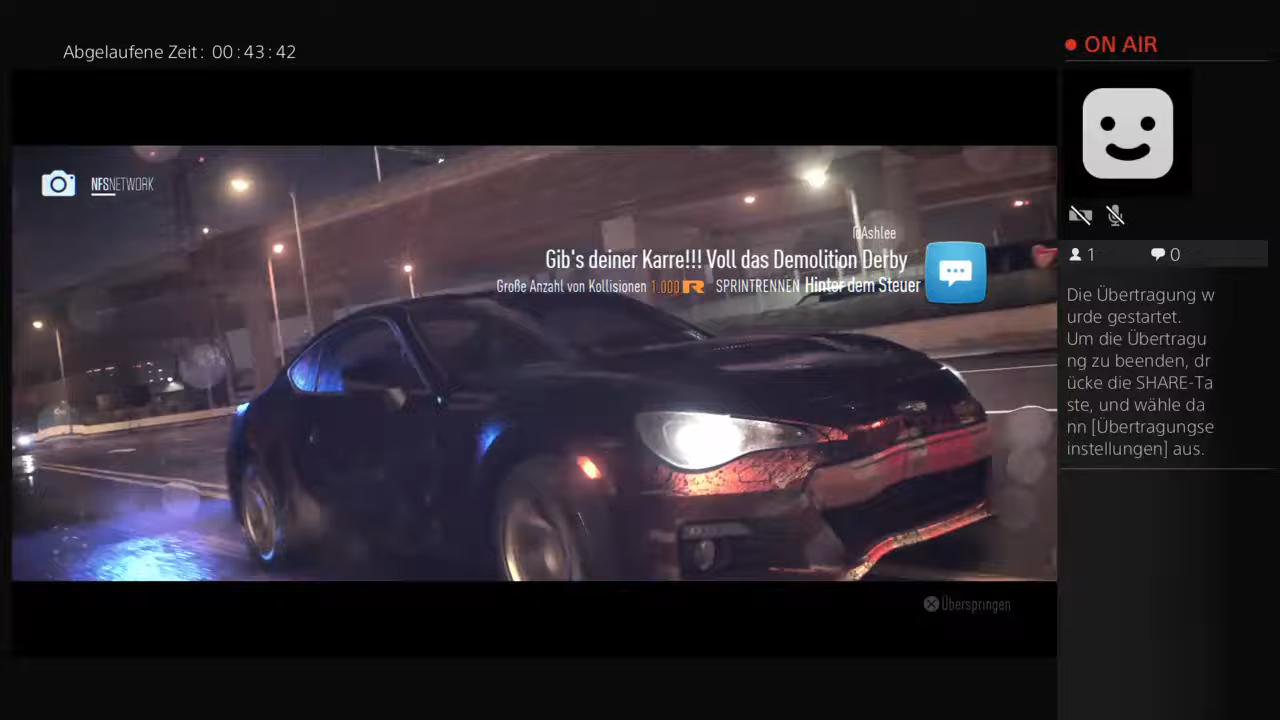 Abgelaufene Zeit: 00:43:42
ON AIR
NFSNETWORK
@Ashlee
Gib's deiner Karre!!! Voll das Demolition Derby
Große Anzahl von Kollisionen 1.000 R SPRINTRENNEN Hinter dem Steuer
1 0
Die Übertragung w
urde gestartet.
Um die Übertragu
ng zu beenden, dr
ücke die SHARE-Ta
ste, und wähle da
nn [Übertragungse
instellungen] aus.
Überspringen